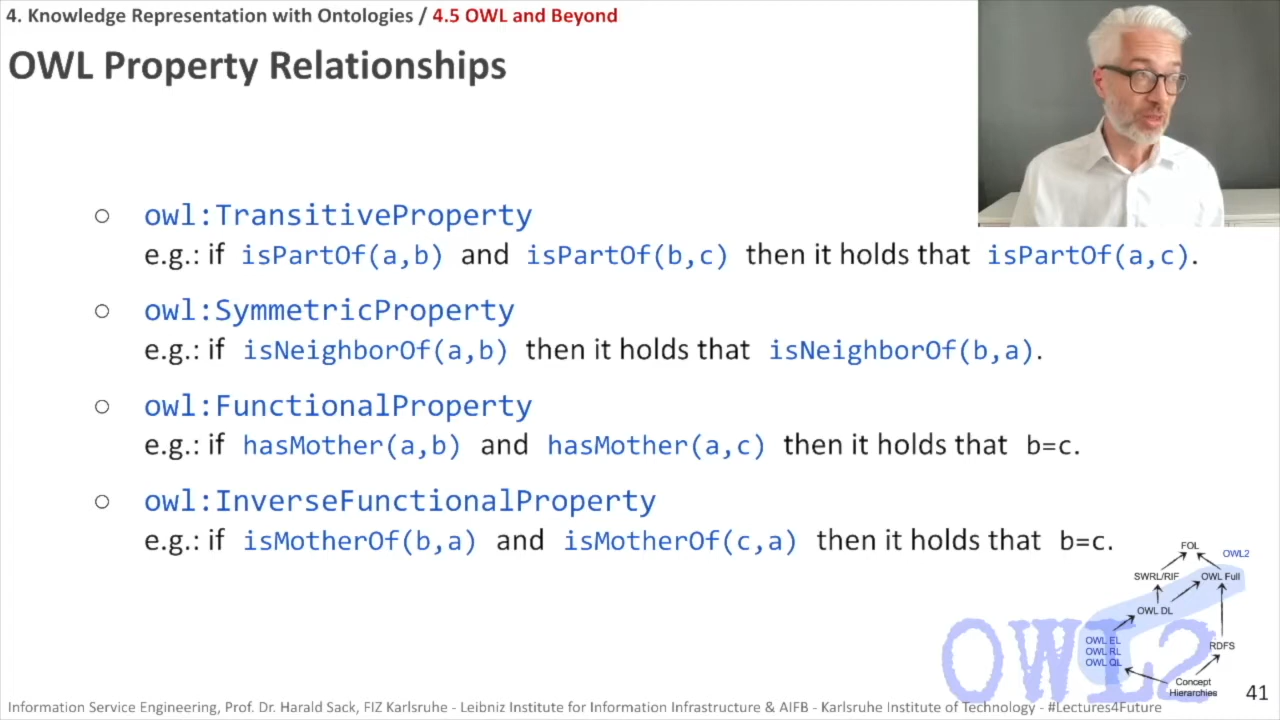 4. Knowledge Representation with Ontologies / 4.5 OWL and Beyond
OWL Property Relationships
○ owl:TransitiveProperty
e.g.: if isPartOf(a,b) and isPartOf(b,c) then it holds that isPartOf(a,c).
○ owl:SymmetricProperty
e.g.: if isNeighborOf(a,b) then it holds that isNeighborOf(b,a).
○ owl:FunctionalProperty
e.g.: if hasMother(a,b) and hasMother(a,c) then it holds that b=c.
○ owl:InverseFunctionalProperty
e.g.: if isMotherOf(b,a) and isMotherOf(c,a) then it holds that b=c.
FOL
OWL2
SWRL/RIF
OWL Full
OWL DL
OWL EL
OWL RL
OWL QL
RDFS
Concept
Hierarchies
OWL2
41
Information Service Engineering, Prof. Dr. Harald Sack, FIZ Karlsruhe - Leibniz Institute for Information Infrastructure & AIFB - Karlsruhe Institute of Technology - #Lectures4Future